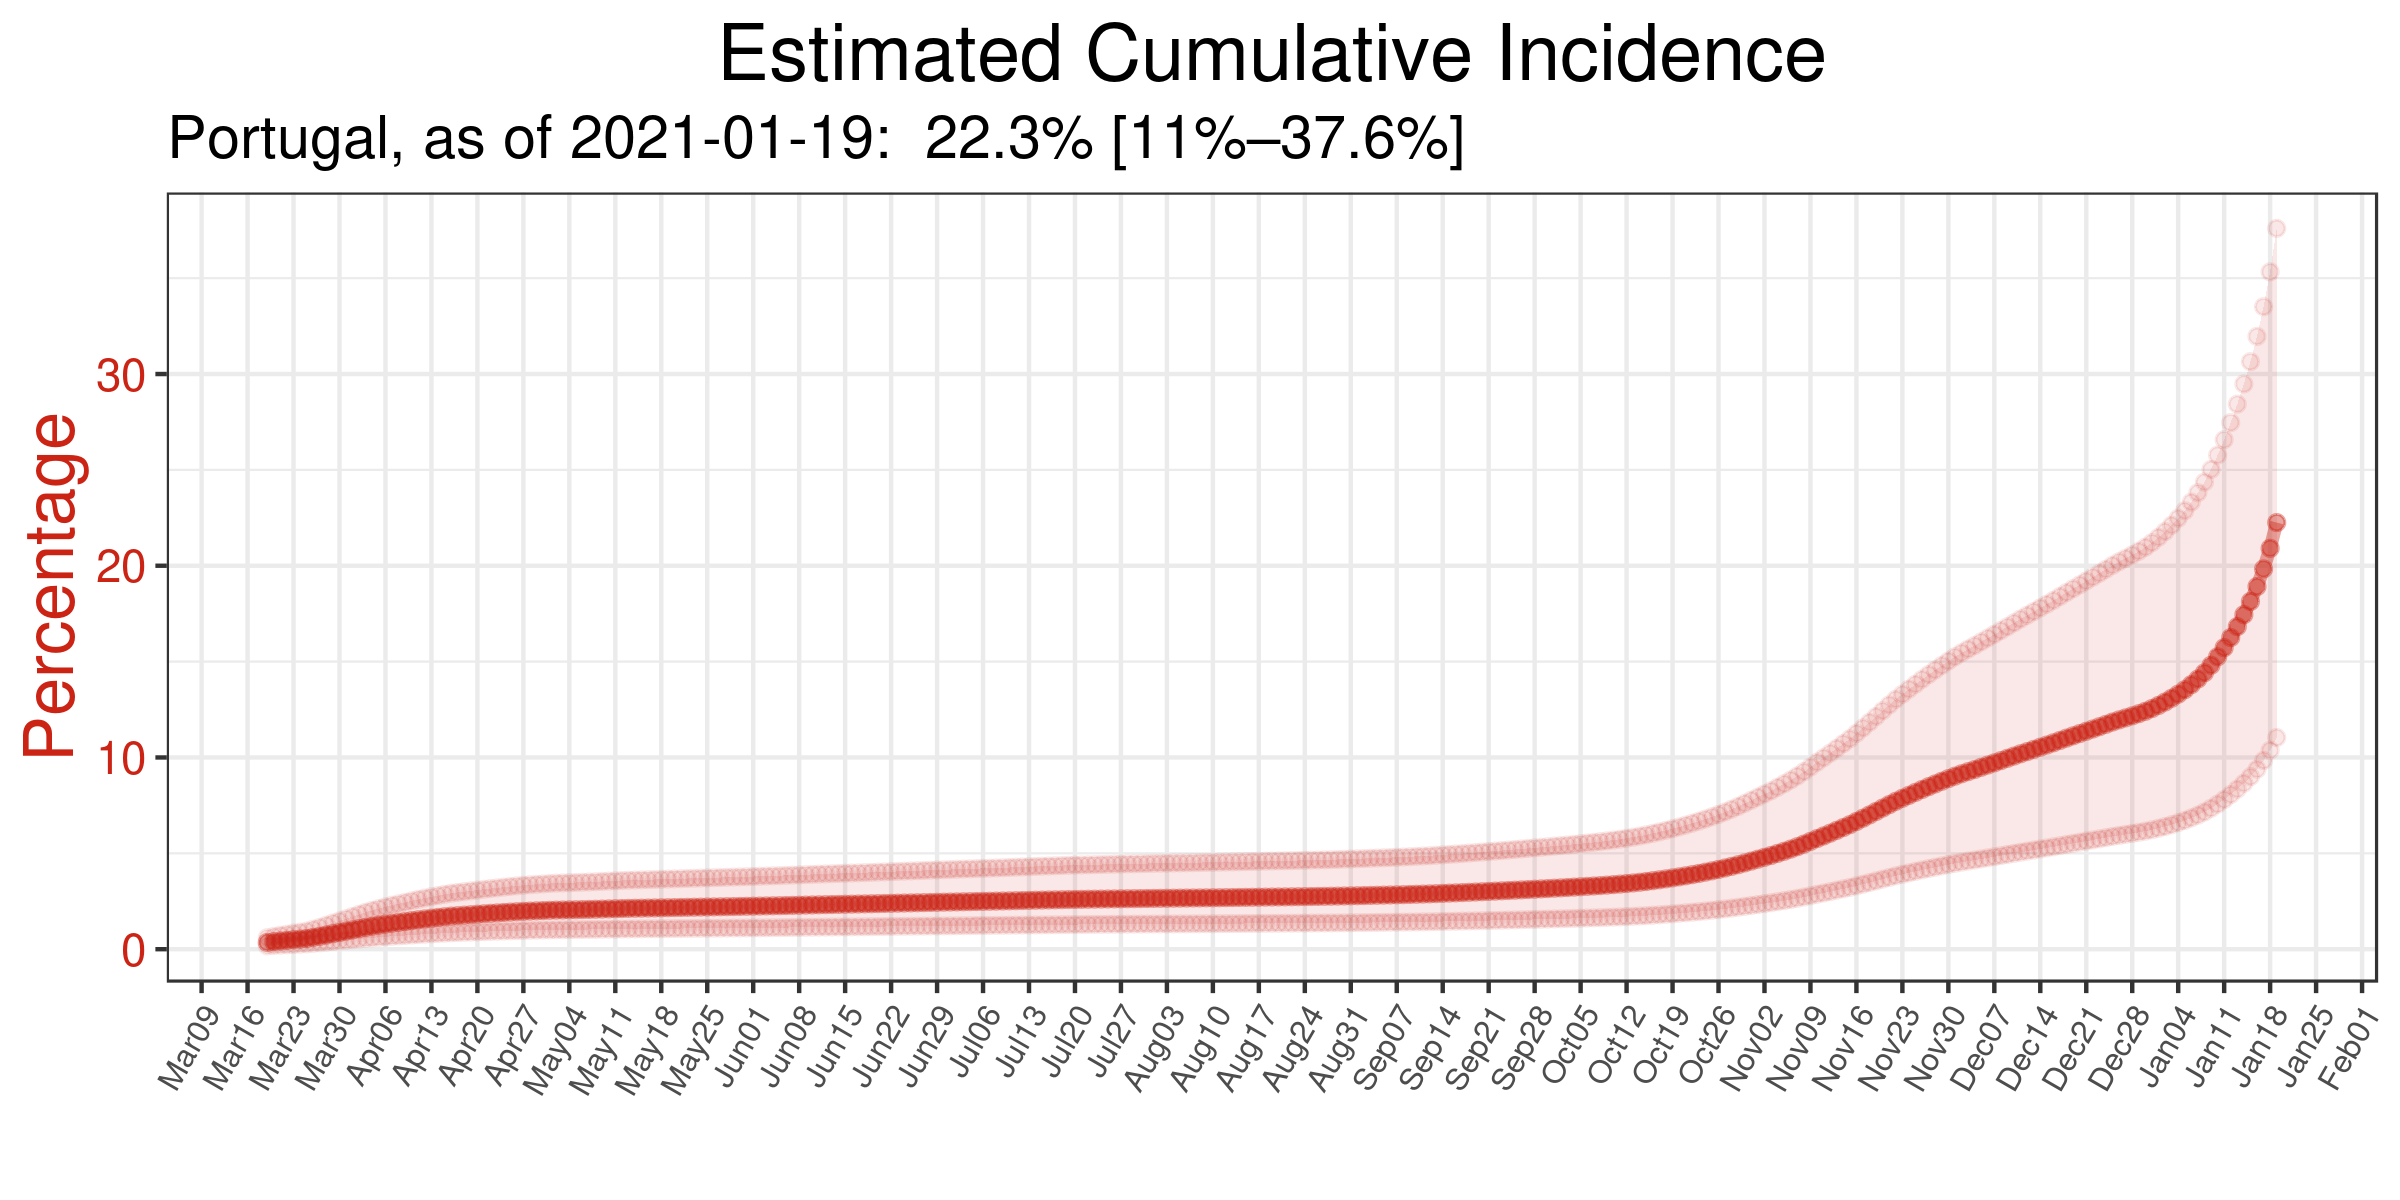 Estimated Cumulative Incidence
Portugal, as of 2021-01-19:  22.3% [11%–37.6%]
Percentage
30
20
10
0
Mar09
Mar16
Mar23
Mar30
Apr06
Apr13
Apr20
Apr27
May04
May11
May18
May25
Jun01
Jun08
Jun15
Jun22
Jun29
Jul06
Jul13
Jul20
Jul27
Aug03
Aug10
Aug17
Aug24
Aug31
Sep07
Sep14
Sep21
Sep28
Oct05
Oct12
Oct19
Oct26
Nov02
Nov09
Nov16
Nov23
Nov30
Dec07
Dec14
Dec21
Dec28
Jan04
Jan11
Jan18
Jan25
Feb01